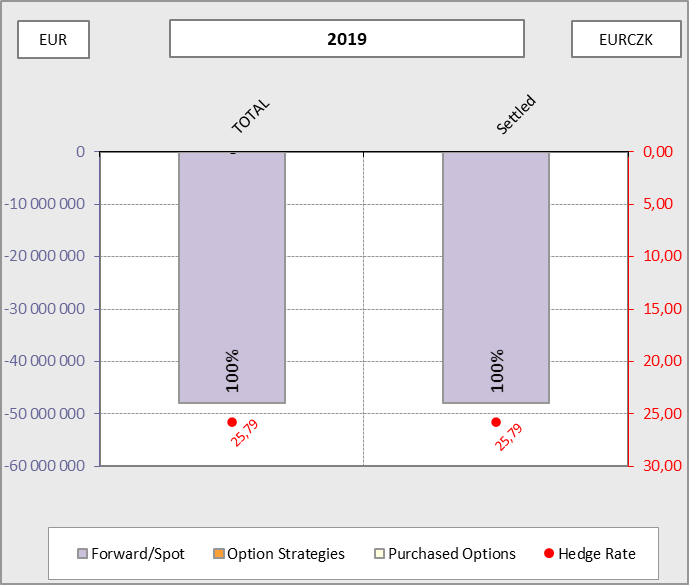 EUR 2019 EURCZK
TOTAL Settled
0 0,00
-10 000 000 5,00
-20 000 000 10,00
-30 000 000 15,00
-40 000 000 100% 100% 20,00
-50 000 000 25,00
25,79 25,79
-60 000 000 30,00
Forward/Spot Option Strategies Purchased Options Hedge Rate